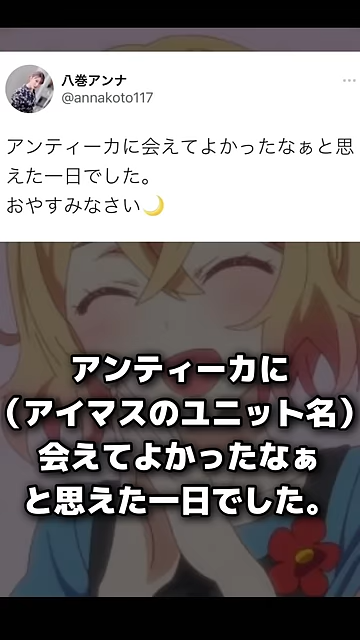 八巻アンナ
@annakoto117
アンティーカに会えてよかったなぁと思
えた一日でした。
おやすみなさい🌙
アンティーカに
（アイマスのユニット名）
会えてよかったなぁ
と思えた一日でした。